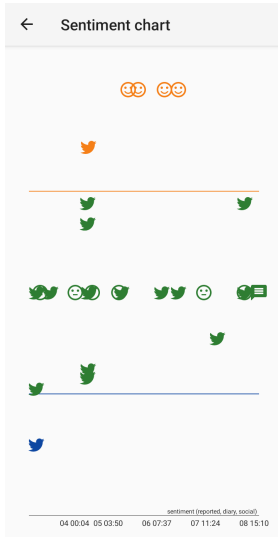 Sentiment chart
sentiment (reported, diary, social)
04 00:04 05 03:50 06 07:37 07 11:24 08 15:10